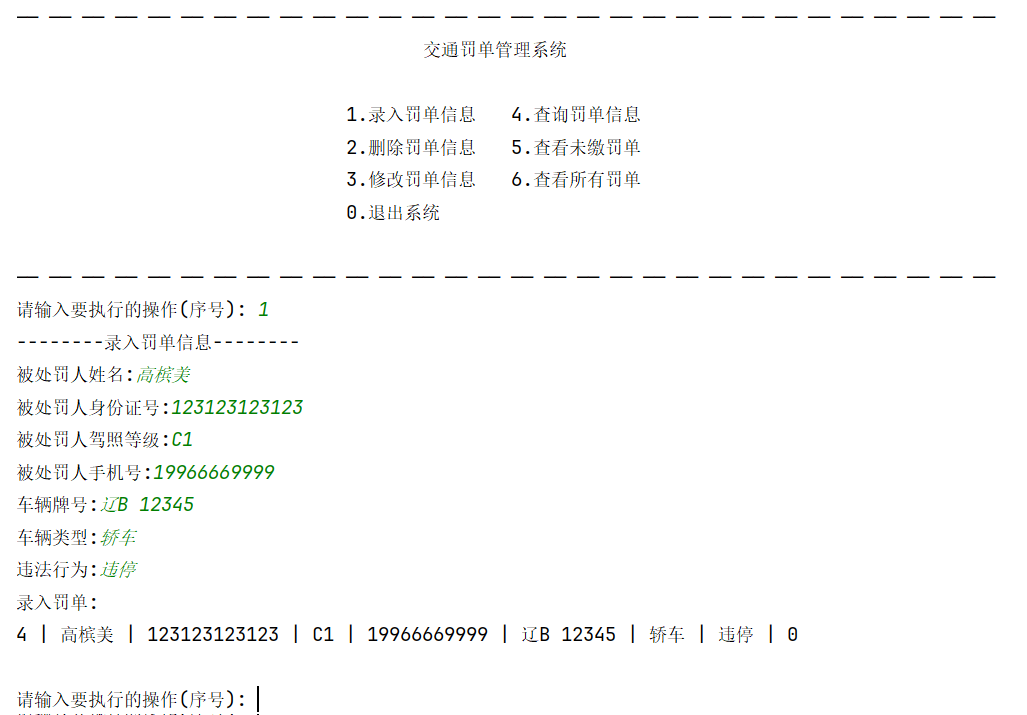 交通罚单管理系统
1.录入罚单信息 4.查询罚单信息
2.删除罚单信息 5.查看未缴罚单
3.修改罚单信息 6.查看所有罚单
0.退出系统
请输入要执行的操作(序号): 1
--------录入罚单信息--------
被处罚人姓名:高槟美
被处罚人身份证号:123123123123
被处罚人驾照等级:C1
被处罚人手机号:19966669999
车辆牌号:辽B 12345
车辆类型:轿车
违法行为:违停
录入罚单:
4 | 高槟美 | 123123123123 | C1 | 19966669999 | 辽B 12345 | 轿车 | 违停 | 0
请输入要执行的操作(序号):